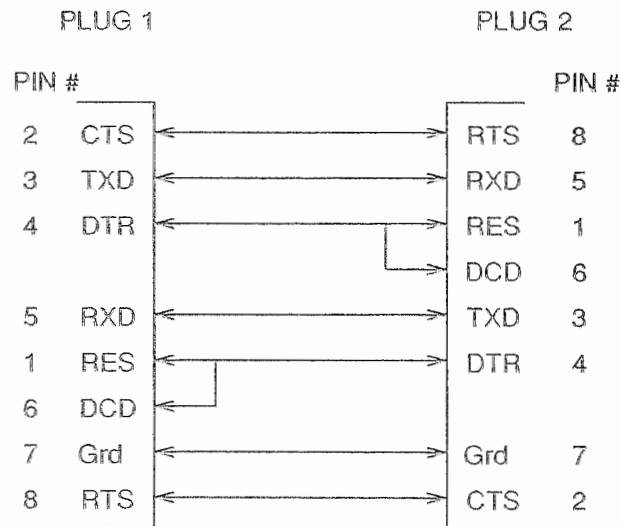 PLUG 1 PLUG 2
PIN # PIN #
2 CTS RTS 8
3 TXD RXD 5
4 DTR RES 1
DCD 6
5 RXD TXD 3
1 RES DTR 4
6 DCD
7 Grd Grd 7
8 RTS CTS 2